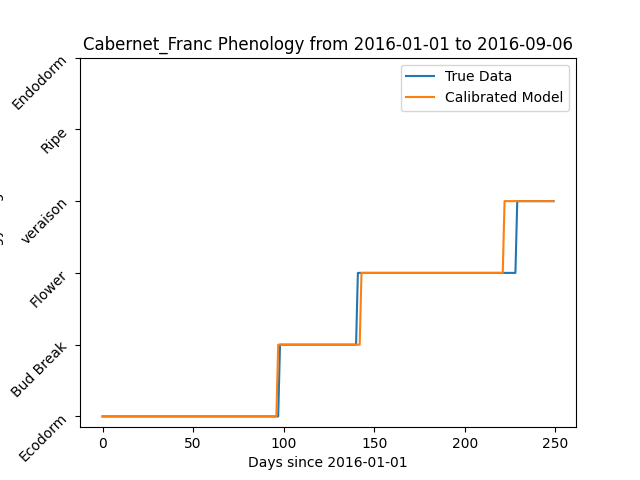 Cabernet_Franc Phenology from 2016-01-01 to 2016-09-06
True Data
Calibrated Model
Endodorm
Ripe
veraison
Flower
Bud Break
Ecodorm
0
50
100
150
200
250
Days since 2016-01-01